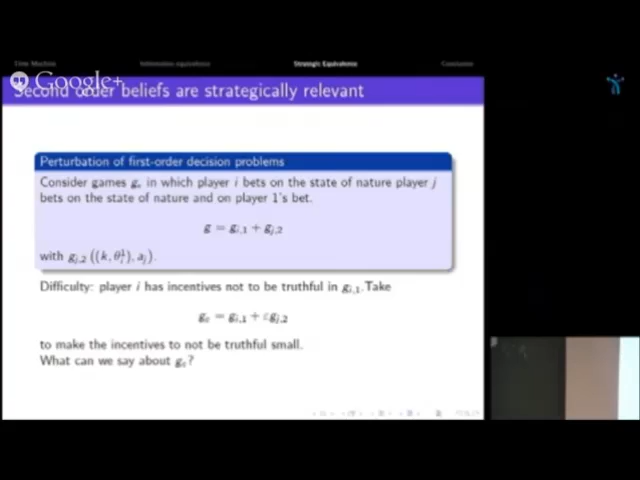 Time Machine Information equivalence Strategic Equivalence Conclusion
Google+
Second order beliefs are strategically relevant
Perturbation of first-order decision problems
Consider games gε in which player i bets on the state of nature player j
bets on the state of nature and on player 1's bet.
g = gi,1 + gj,2
with gj,2 ((k, θi1), aj).
Difficulty: player i has incentives not to be truthful in gi,1. Take
gε = gi,1 + εgj,2
to make the incentives to not be truthful small.
What can we say about gε?